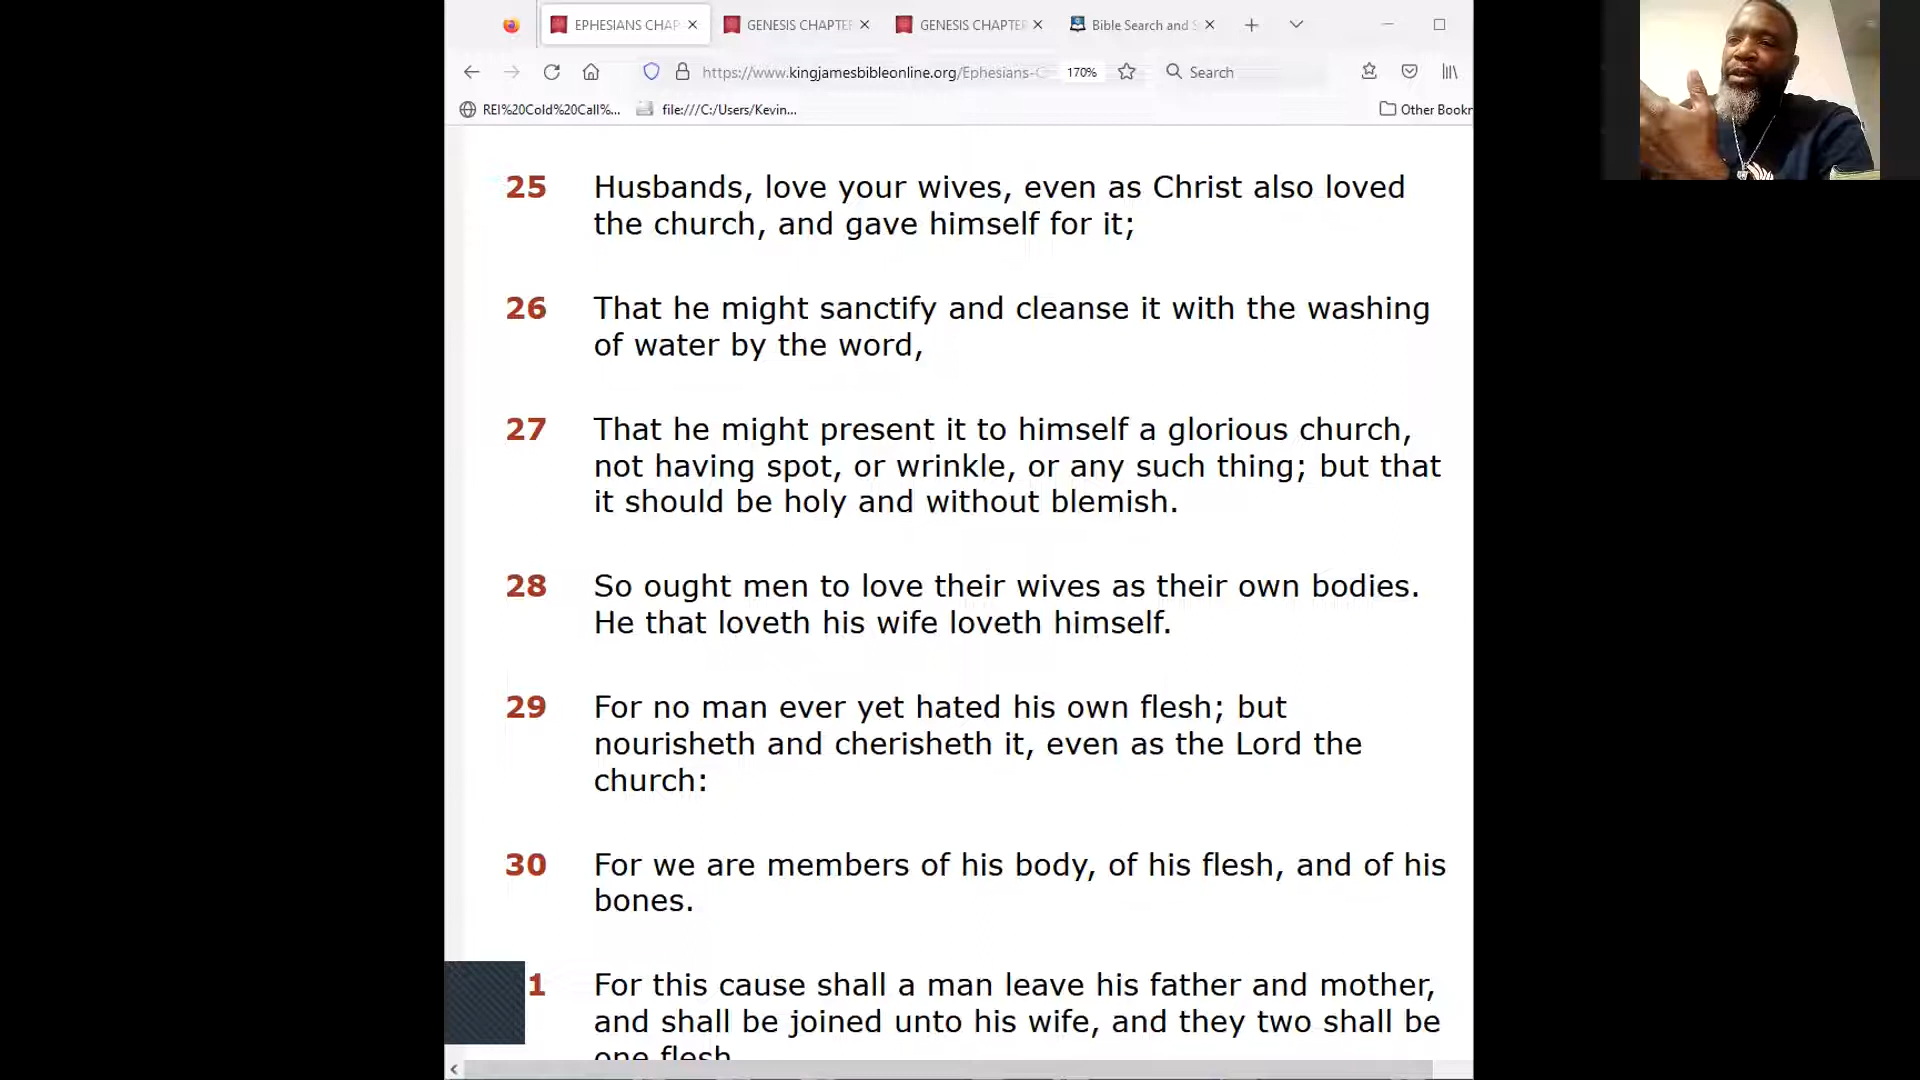 EPHESIANS CHAP
GENESIS CHAPTER
GENESIS CHAPTER
Bible Search and S
https://www.kingjamesbibleonline.org/Ephesians-C
170%
Search
REI%20Cold%20Call%...
file:///C:/Users/Kevin...
Other Bookr
25 Husbands, love your wives, even as Christ also loved
the church, and gave himself for it;
26 That he might sanctify and cleanse it with the washing
of water by the word,
27 That he might present it to himself a glorious church,
not having spot, or wrinkle, or any such thing; but that
it should be holy and without blemish.
28 So ought men to love their wives as their own bodies.
He that loveth his wife loveth himself.
29 For no man ever yet hated his own flesh; but
nourisheth and cherisheth it, even as the Lord the
church:
30 For we are members of his body, of his flesh, and of his
bones.
1 For this cause shall a man leave his father and mother,
and shall be joined unto his wife, and they two shall be
one flesh